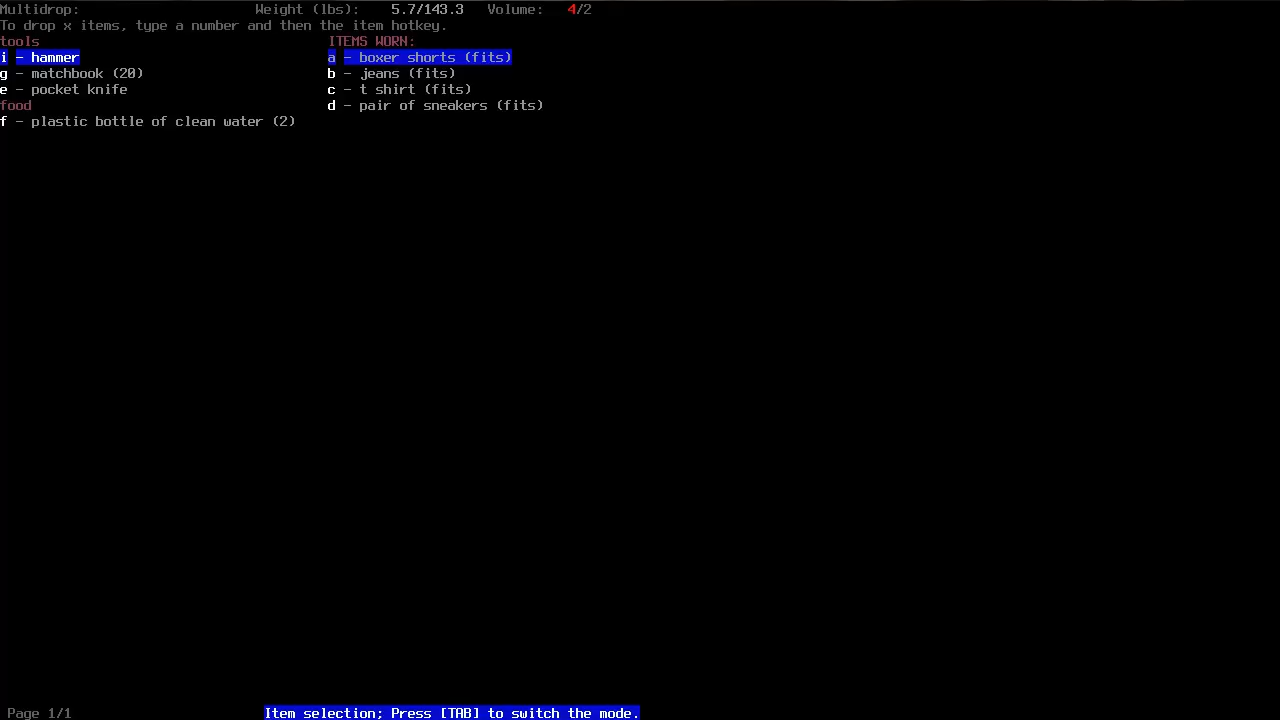 Multidrop: Weight (lbs): 5.7/143.3 Volume: 4/2
To drop x items, type a number and then the item hotkey.
tools
i - hammer
g - matchbook (20)
e - pocket knife
food
f - plastic bottle of clean water (2)
ITEMS WORN:
a - boxer shorts (fits)
b - jeans (fits)
c - t shirt (fits)
d - pair of sneakers (fits)
Page 1/1 Item selection; Press [TAB] to switch the mode.